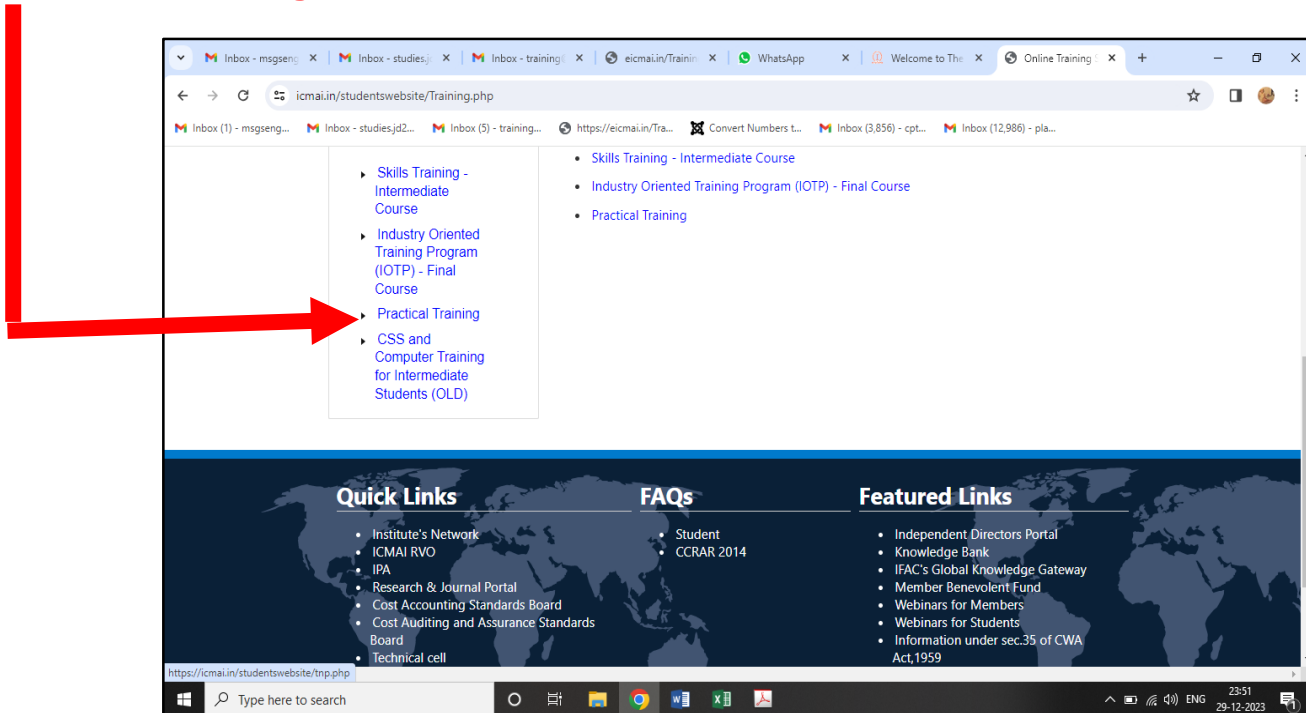 Inbox - msgseng
Inbox - studies.j
Inbox - training
eicmai.in/Trainin
WhatsApp
Welcome to The
Online Training S
icmai.in/studentswebsite/Training.php
Inbox (1) - msgseng...
Inbox - studies.jd2...
Inbox (5) - training...
https://eicmai.in/Tra...
Convert Numbers t...
Inbox (3,856) - cpt...
Inbox (12,986) - pla...
Skills Training -
Intermediate
Course
Industry Oriented
Training Program
(IOTP) - Final
Course
Practical Training
CSS and
Computer Training
for Intermediate
Students (OLD)
Skills Training - Intermediate Course
Industry Oriented Training Program (IOTP) - Final Course
Practical Training
Quick Links
Institute's Network
ICMAI RVO
IPA
Research & Journal Portal
Cost Accounting Standards Board
Cost Auditing and Assurance Standards
Board
Technical cell
FAQs
Student
CCRAR 2014
Featured Links
Independent Directors Portal
Knowledge Bank
IFAC's Global Knowledge Gateway
Member Benevolent Fund
Webinars for Members
Webinars for Students
Information under sec.35 of CWA
Act,1959
https://icmai.in/studentswebsite/tnp.php
Type here to search
ENG
23:51
29-12-2023
1